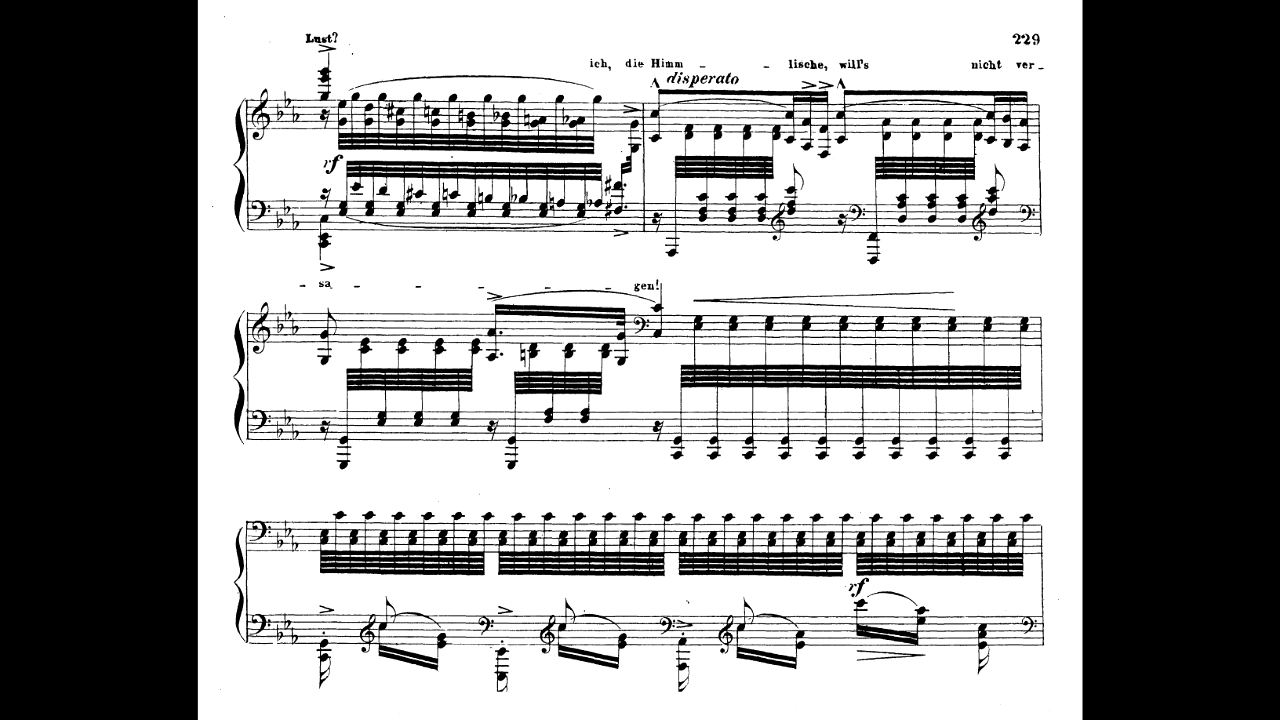 Lust?
229
ich, die Himm - - lische, will's nicht ver-
disperato
rf
- sa - - - - gen!
rf